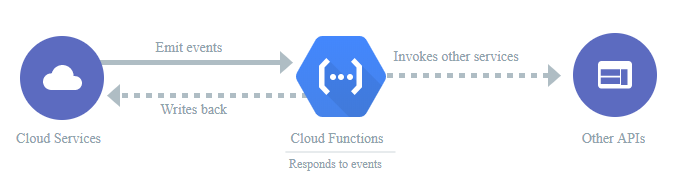 Emit events
Invokes other services
Writes back
Cloud Services
Cloud Functions
Other APIs
Responds to events